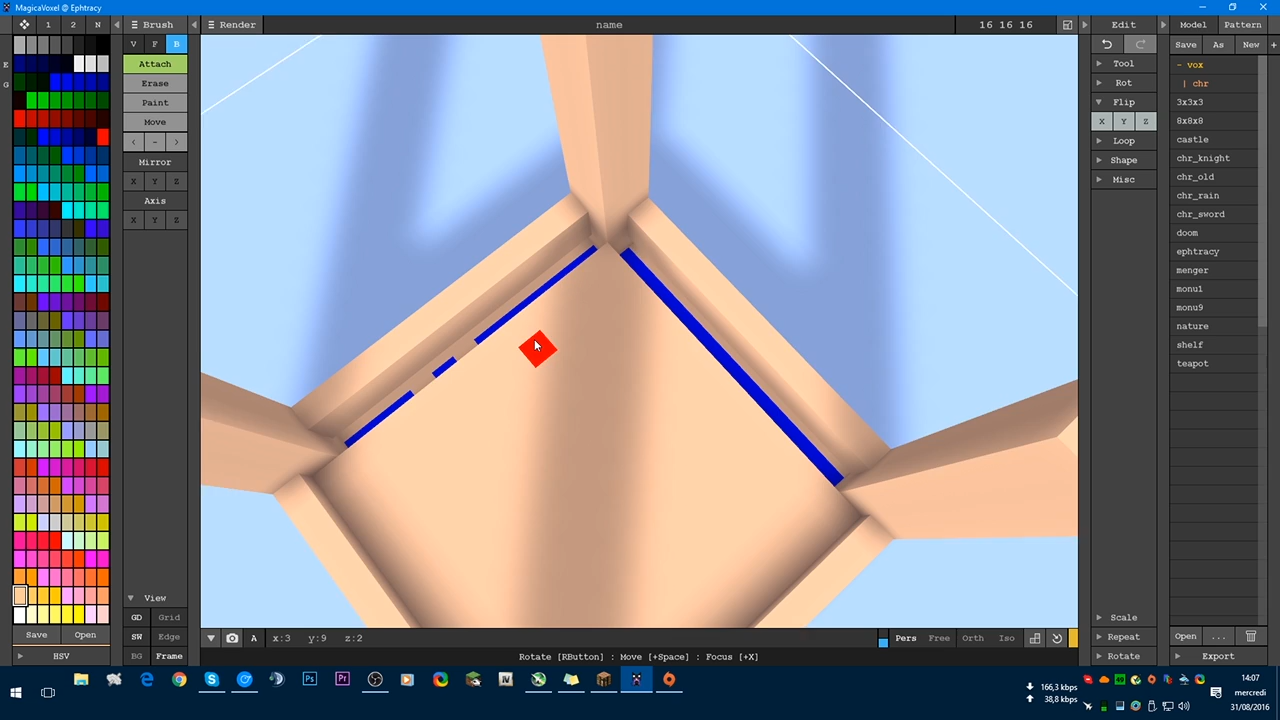 MagicaVoxel @ Ephtracy
1 2 N Brush Render name 16 16 16 Edit Model Pattern
V F B Save As New
E Attach Tool - vox
G Erase Rot | chr
Paint Flip 3x3x3
Move X Y Z 8x8x8
< - > Loop castle
Mirror Shape chr_knight
X Y Z Misc chr_old
Axis chr_rain
X Y Z chr_sword
doom
ephtracy
menger
monu1
monu9
nature
shelf
teapot
View
GD Grid Scale
Save Open SW Edge A x:3 y:9 z:2 Pers Free Orth Iso Repeat Open ...
HSV BG Frame Rotate [RButton] : Move [+Space] : Focus [+X] Rotate Export
166,3 kbps 14:07
mercredi
38,8 kbps 31/08/2016